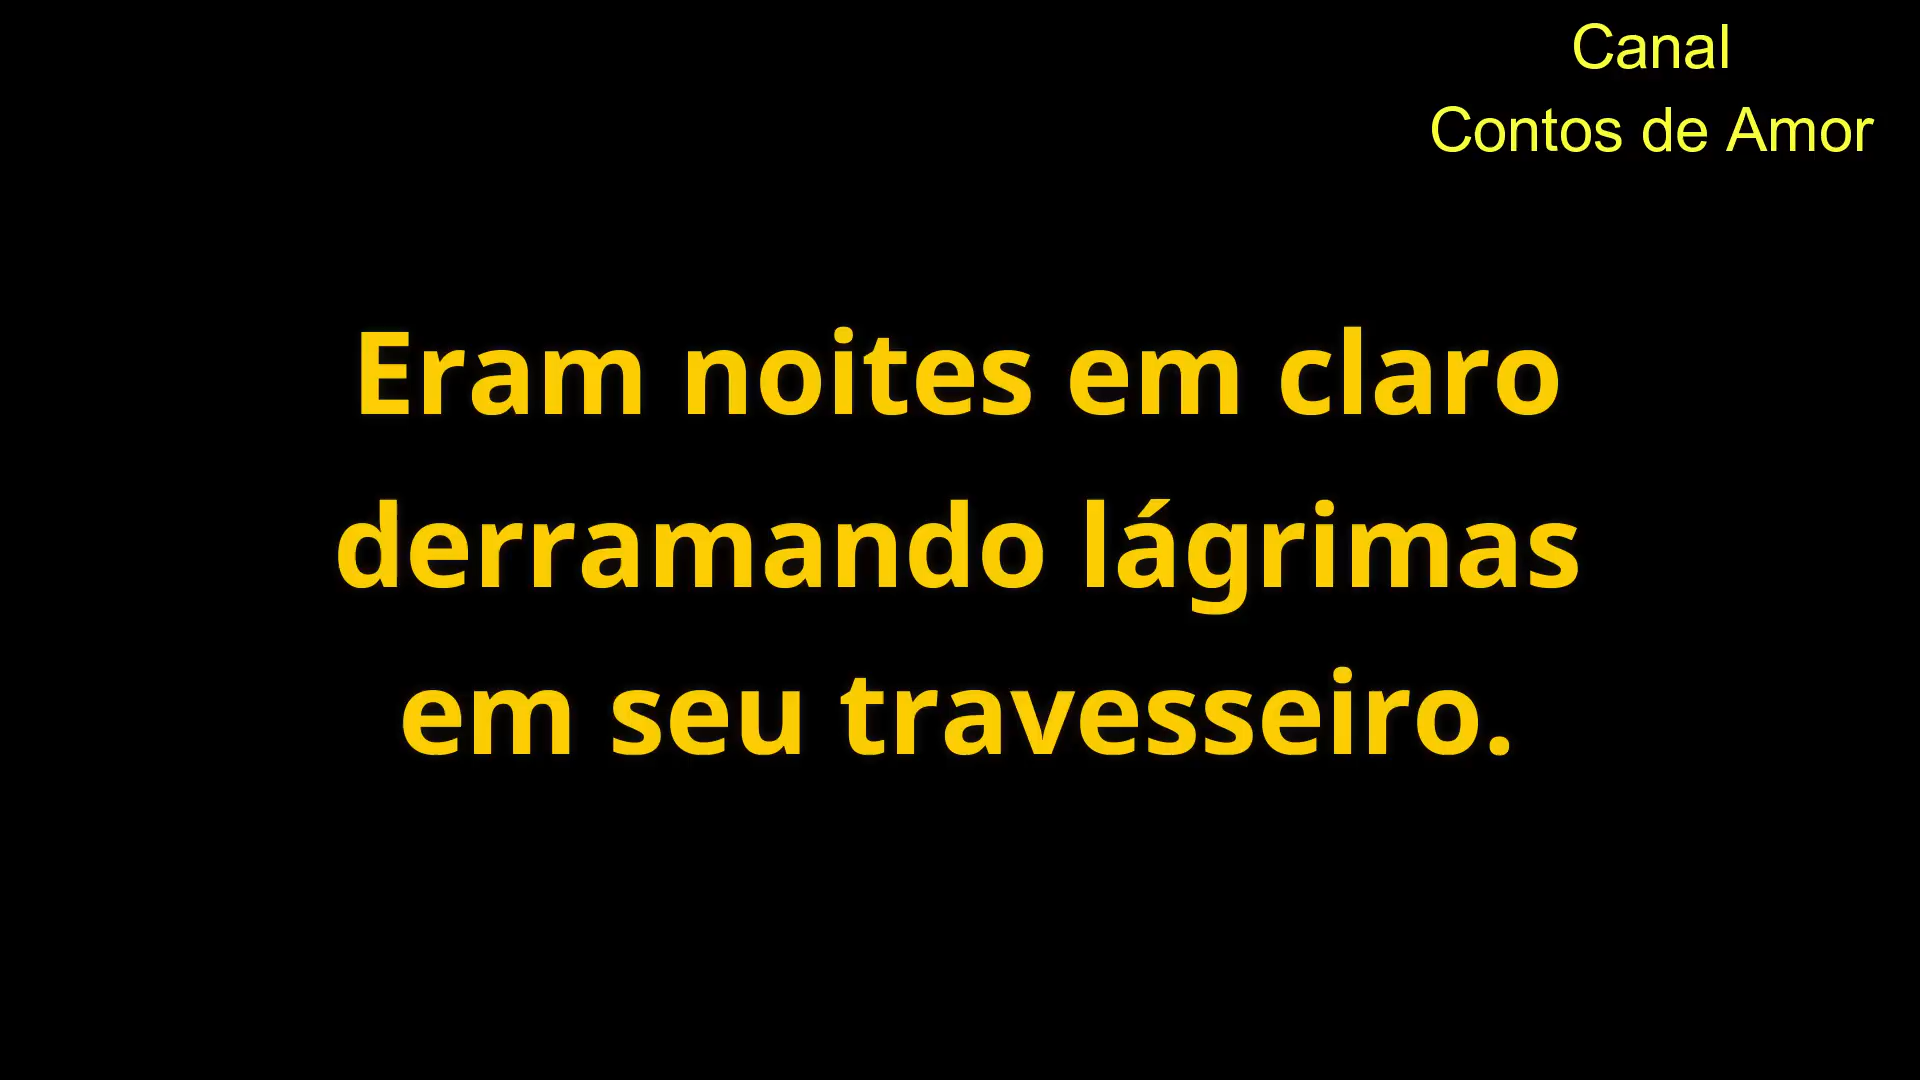 Canal
Contos de Amor
Eram noites em claro
derramando lágrimas
em seu travesseiro.